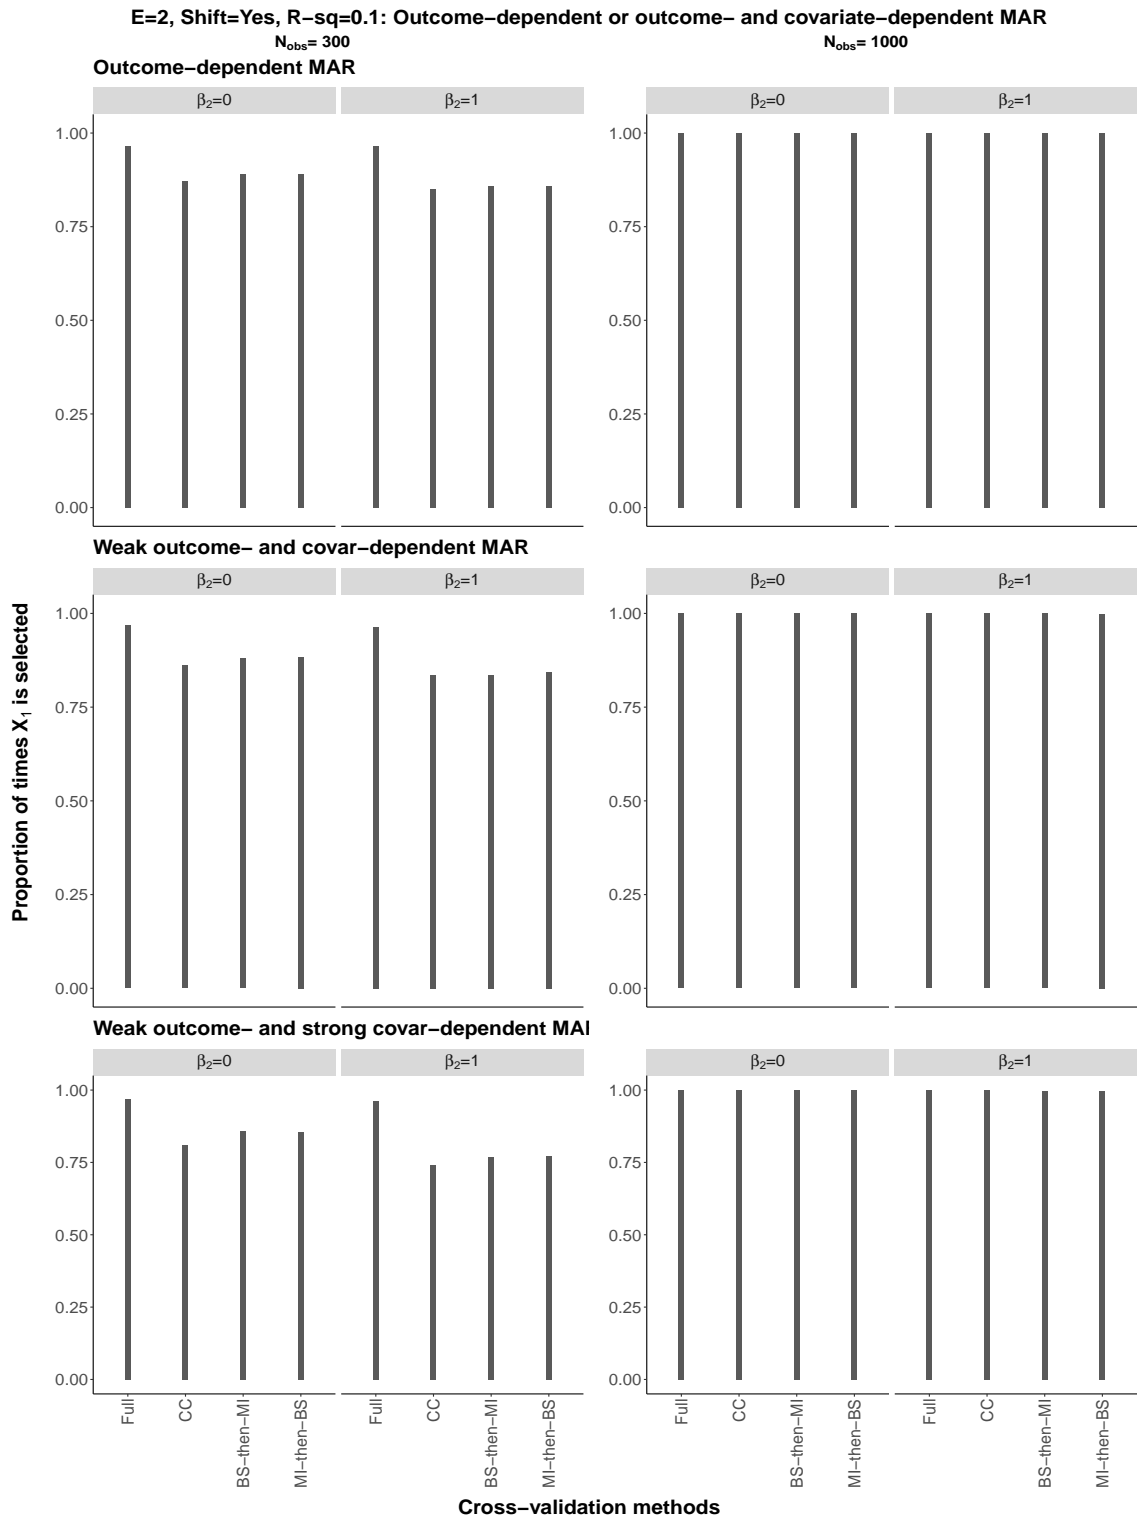 E=2, Shift=Yes, R−sq=0.1: Outcome−dependent or outcome− and covariate−dependent MAR
Nobs= 300
Nobs= 1000
Outcome−dependent MAR
β2=0
β2=1
β2=0
β2=1
1.00
0.75
0.50
0.25
0.00
1.00
0.75
0.50
0.25
0.00
Weak outcome− and covar−dependent MAR
β2=0
β2=1
β2=0
β2=1
1.00
0.75
0.50
0.25
0.00
1.00
0.75
0.50
0.25
0.00
Proportion of times X1 is selected
Weak outcome− and strong covar−dependent MAI
β2=0
β2=1
β2=0
β2=1
1.00
0.75
0.50
0.25
0.00
1.00
0.75
0.50
0.25
0.00
Full
CC
BS−then−MI
MI−then−BS
Full
CC
BS−then−MI
MI−then−BS
Full
CC
BS−then−MI
MI−then−BS
Full
CC
BS−then−MI
MI−then−BS
Cross−validation methods